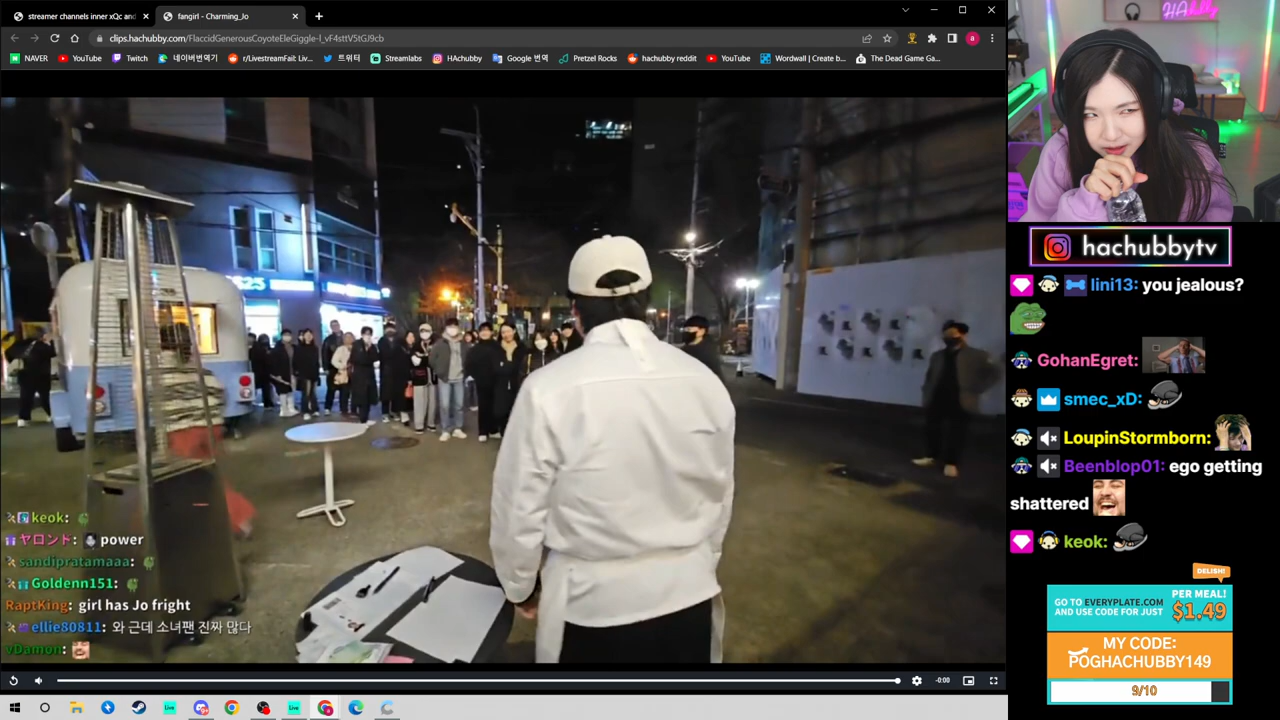 streamer channels inner xQc and
fangirl - Charming_Jo
clips.hachubby.com/FlaccidGenerousCoyoteEleGiggle-l_vF4sttV5tGJ9cb
NAVER
YouTube
Twitch
네이버번역기
r/LivestreamFail: Liv...
트위터
Streamlabs
HAchubby
Google 번역
Pretzel Rocks
hachubby reddit
YouTube
Wordwall | Create b...
The Dead Game Ga...
keok:
ヤロンド: power
sandipratamaaa:
Goldenn151:
RaptKing: girl has Jo fright
ellie80811: 와 근데 소녀팬 진짜 많다
vDamon:
-0:00
hachubbytv
lini13: you jealous?
GohanEgret:
smec_xD:
LoupinStormborn:
Beenblop01: ego getting
shattered
keok:
DELISH!
GO TO EVERYPLATE.COM
AND USE CODE FOR JUST
PER MEAL!
$1.49
MY CODE:
POGHACHUBBY149
9/10
Live
Live